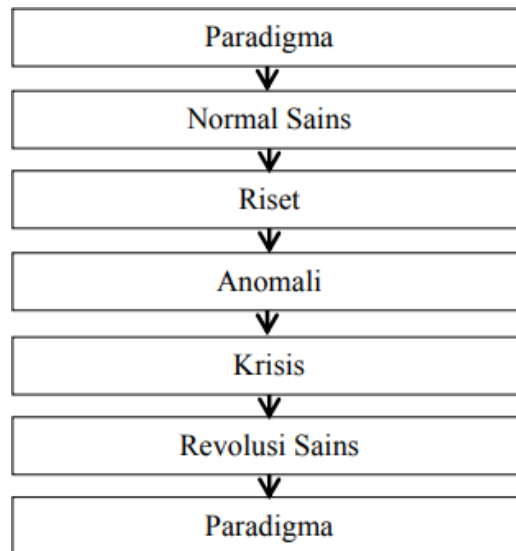 Paradigma
Normal Sains
Riset
Anomali
Krisis
Revolusi Sains
Paradigma